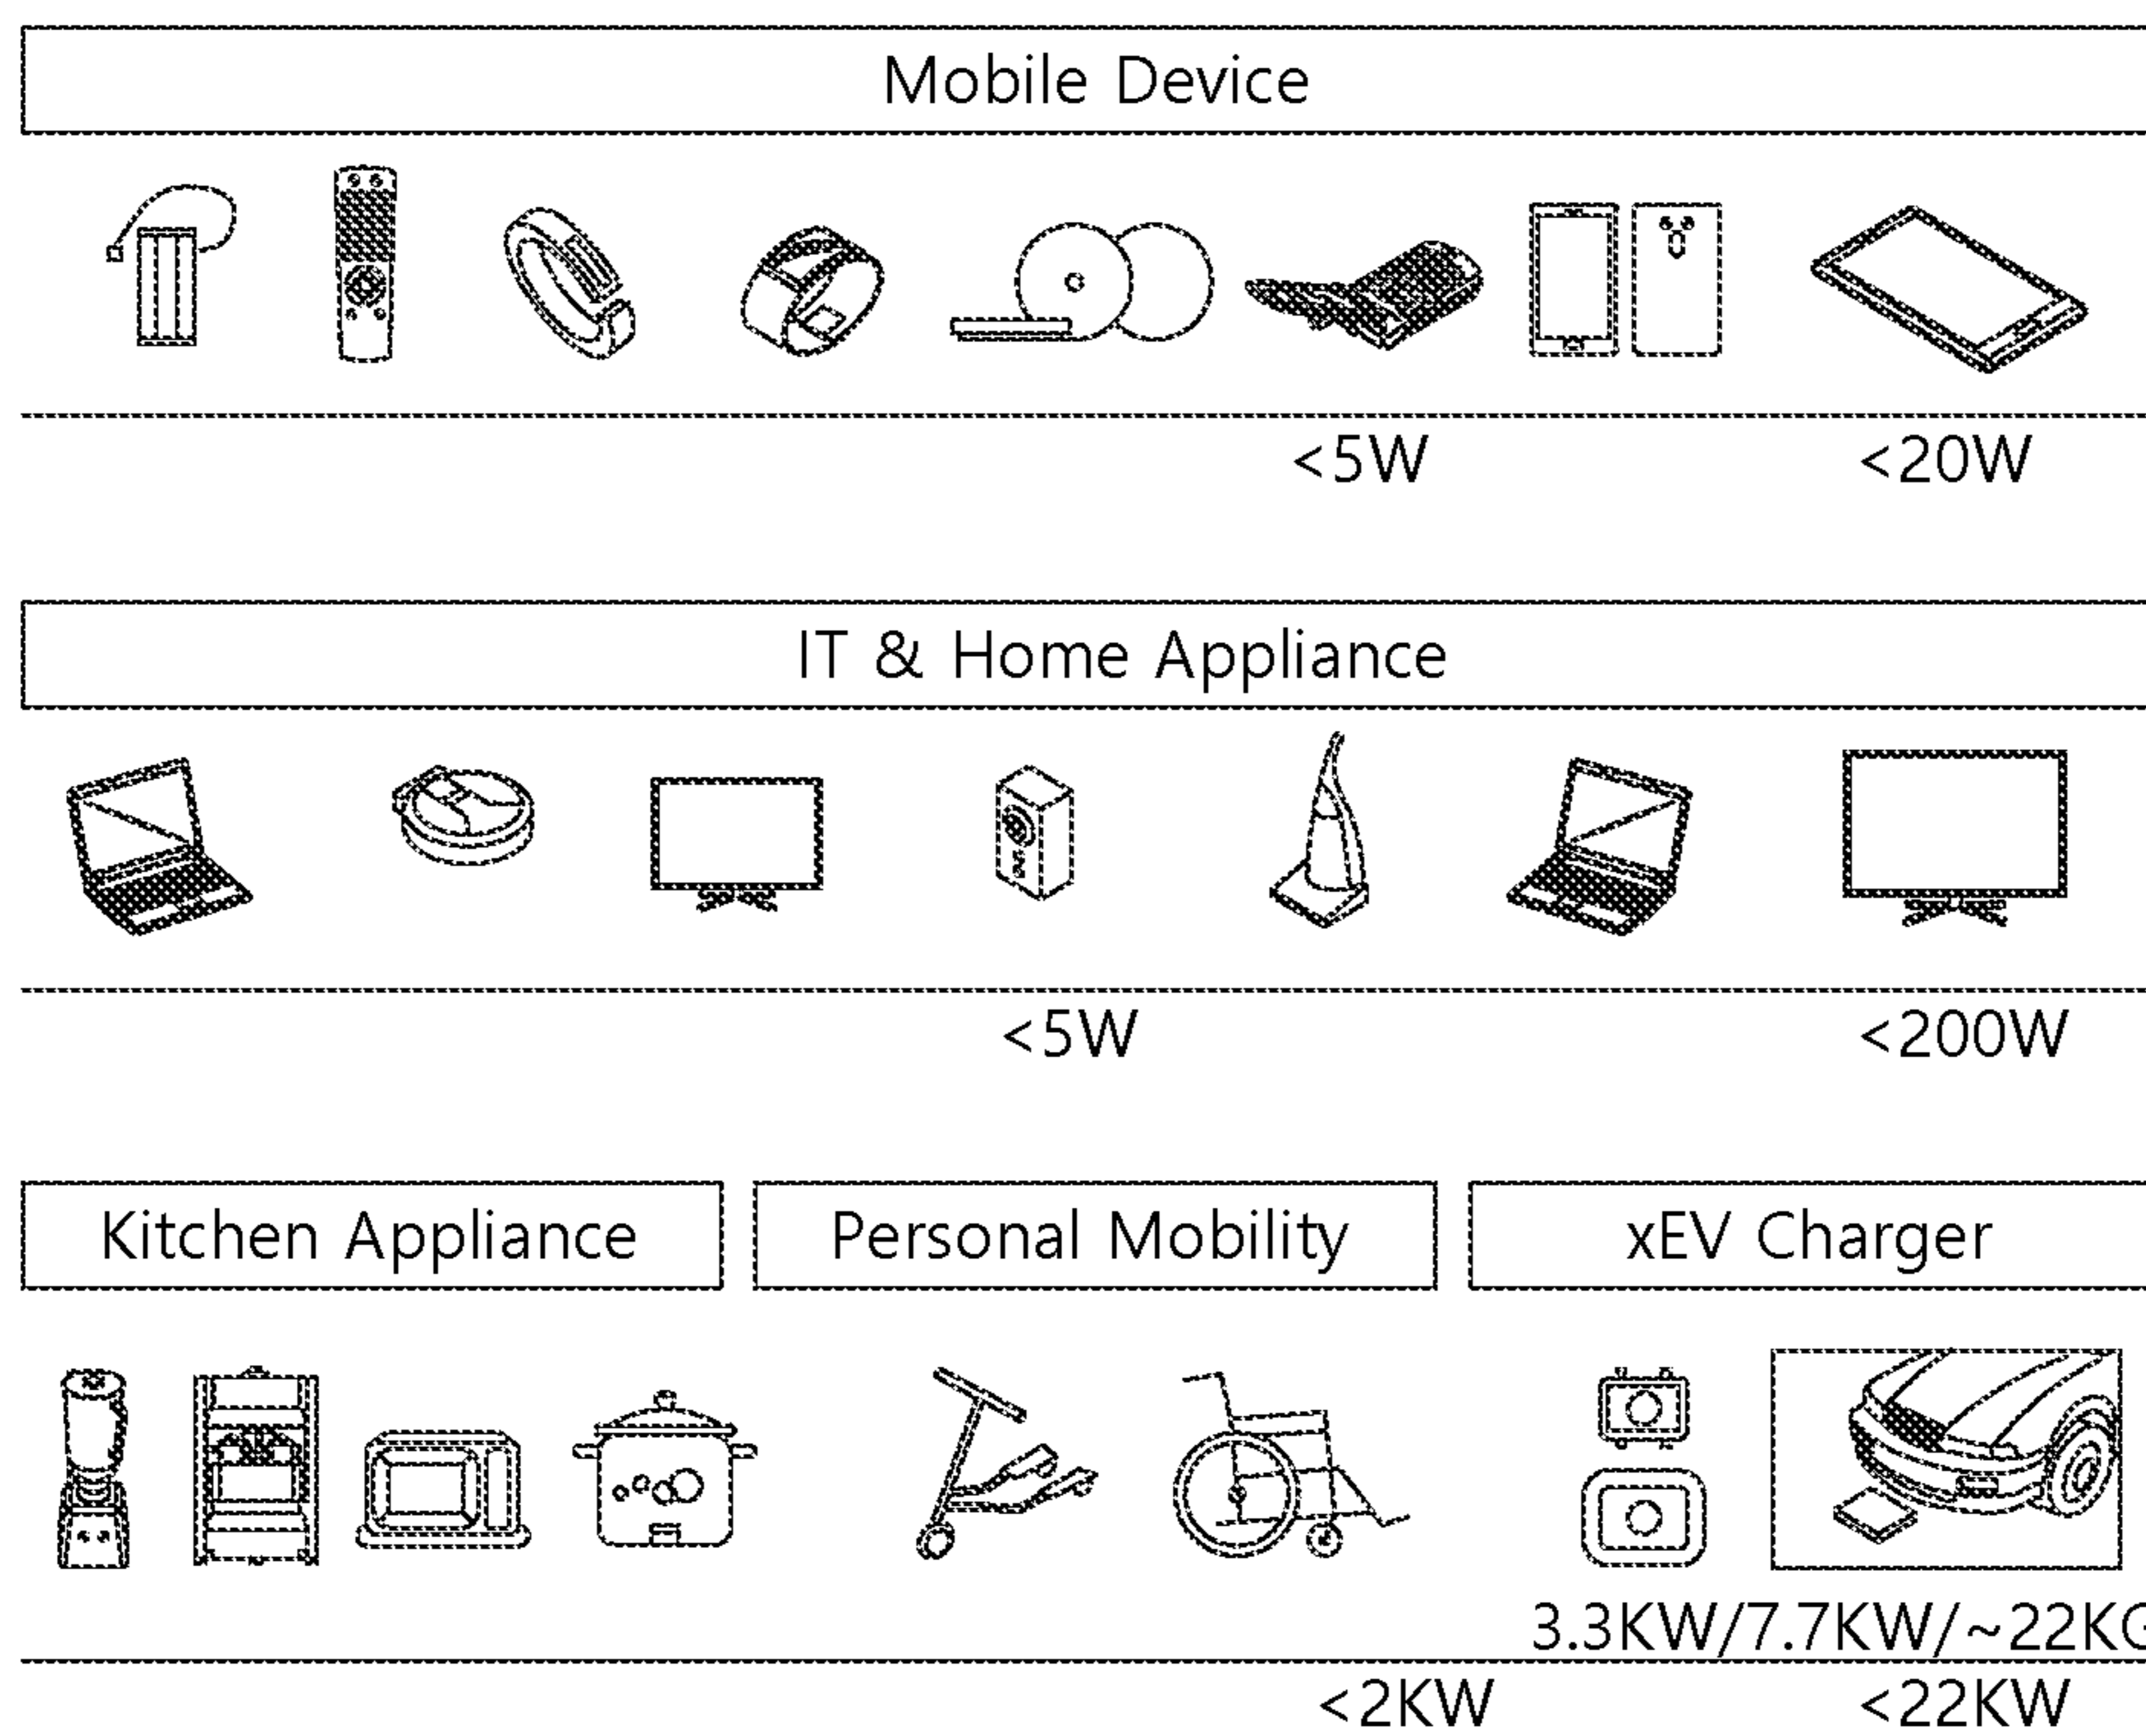 Mobile Device
<5W <20W
IT & Home Appliance
<5W <200W
Kitchen Appliance Personal Mobility xEV Charger
3.3KW/7.7KW/~22KG
<2KW <22KW